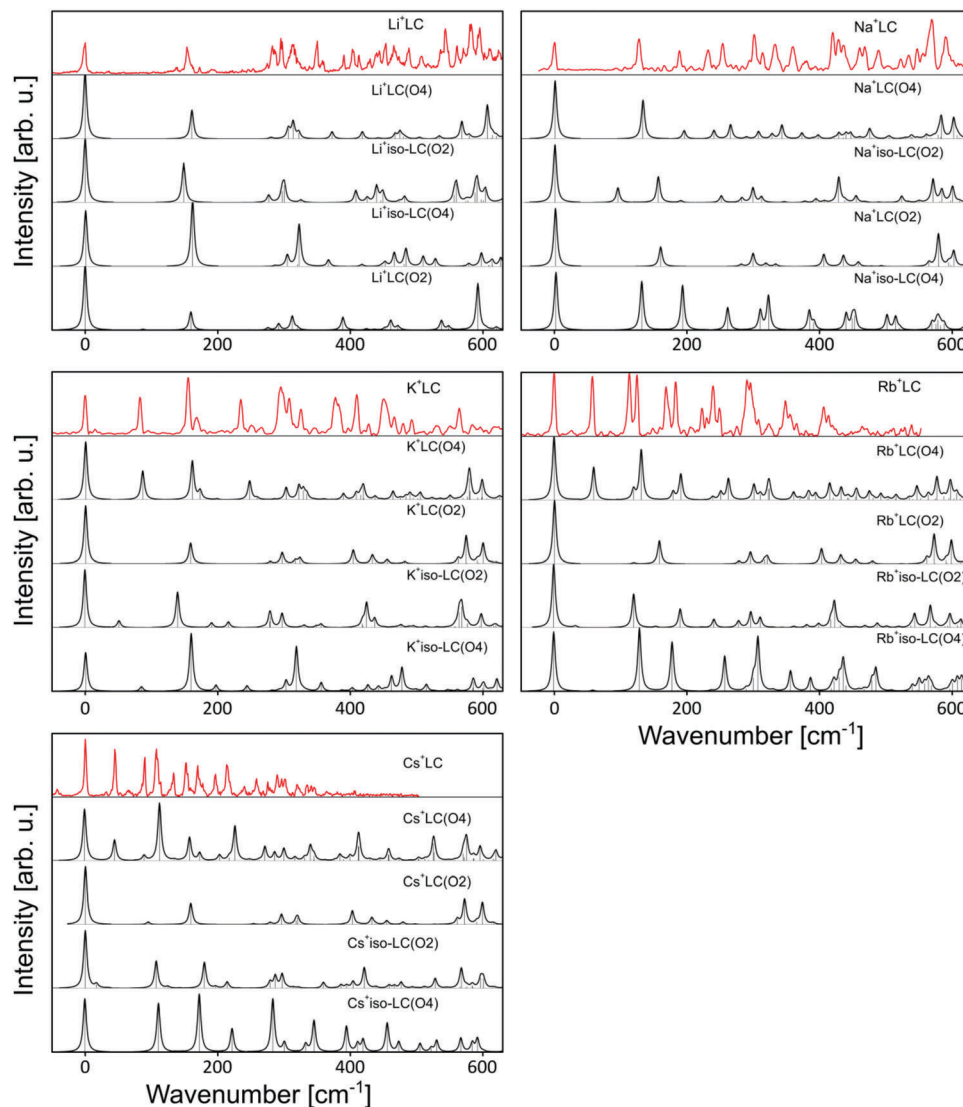 Intensity [arb. u.]
Li⁺LC
Li⁺LC(O4)
Li⁺iso-LC(O2)
Li⁺iso-LC(O4)
Li⁺LC(O2)
0 200 400 600
Na⁺LC
Na⁺LC(O4)
Na⁺iso-LC(O2)
Na⁺LC(O2)
Na⁺iso-LC(O4)
0 200 400 600
Intensity [arb. u.]
K⁺LC
K⁺LC(O4)
K⁺LC(O2)
K⁺iso-LC(O2)
K⁺iso-LC(O4)
0 200 400 600
Rb⁺LC
Rb⁺LC(O4)
Rb⁺LC(O2)
Rb⁺iso-LC(O2)
Rb⁺iso-LC(O4)
0 200 400 600
Wavenumber [cm⁻¹]
Intensity [arb. u.]
Cs⁺LC
Cs⁺LC(O4)
Cs⁺LC(O2)
Cs⁺iso-LC(O2)
Cs⁺iso-LC(O4)
0 200 400 600
Wavenumber [cm⁻¹]